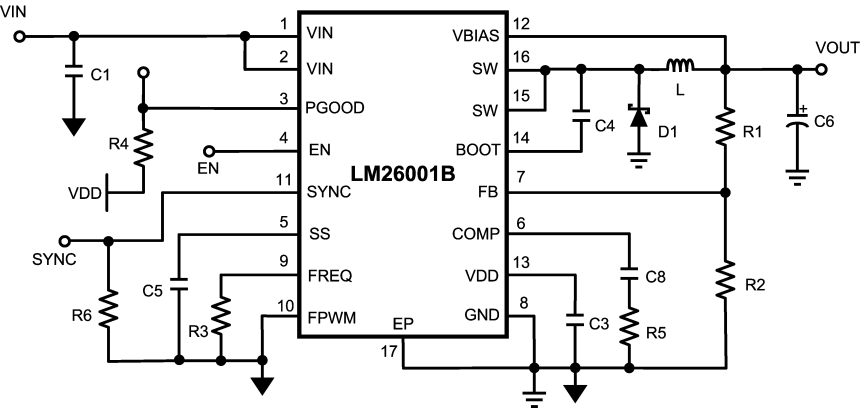 VIN
1
VIN
VBIAS
12
VOUT
2
VIN
SW
16
C1
L
3
PGOOD
SW
15
C4
D1
R1
C6
+
R4
4
EN
BOOT
14
EN
LM26001B
VDD
11
SYNC
FB
7
SYNC
5
SS
COMP
6
C5
9
FREQ
VDD
13
C8
R2
R6
R3
10
FPWM
EP
GND
8
C3
R5
17